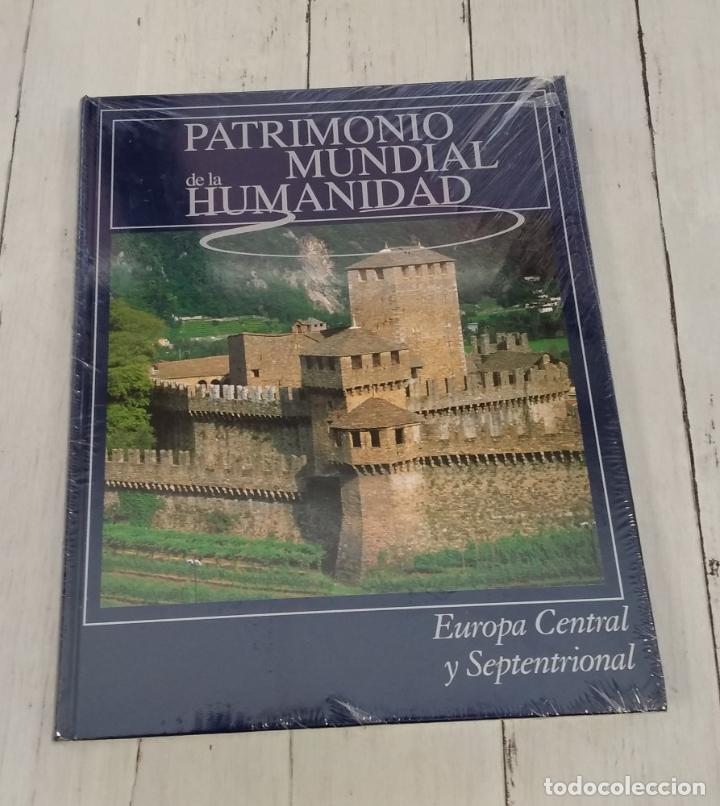 PATRIMONIO
MUNDIAL
de la
HUMANIDAD
Europa Central
y Septentrional
todocoleccion